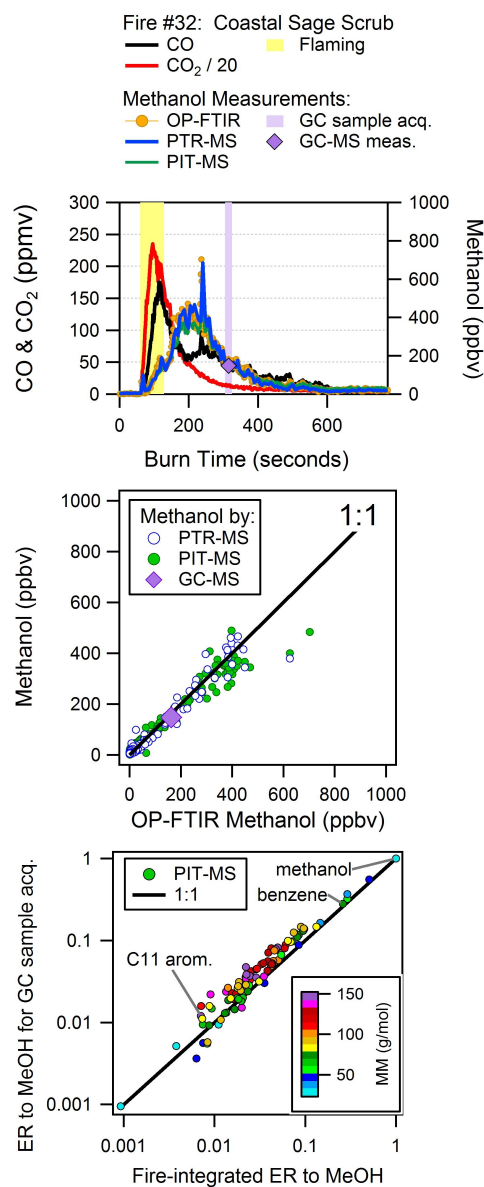 Fire #32: Coastal Sage Scrub
CO
Flaming
CO2 / 20
Methanol Measurements:
OP-FTIR
GC sample acq.
PTR-MS
GC-MS meas.
PIT-MS
CO & CO2 (ppmv)
300
250
200
150
100
50
0
1000
800
600
400
200
0
Methanol (ppbv)
0
200
400
600
Burn Time (seconds)
Methanol (ppbv)
1000
800
600
400
200
0
Methanol by:
PTR-MS
PIT-MS
GC-MS
1:1
0
200
400
600
800
1000
OP-FTIR Methanol (ppbv)
ER to MeOH for GC sample acq.
1
0.1
0.01
0.001
PIT-MS
1:1
methanol
benzene
C11 arom.
150
100
50
MM (g/mol)
0.001
0.01
0.1
1
Fire-integrated ER to MeOH